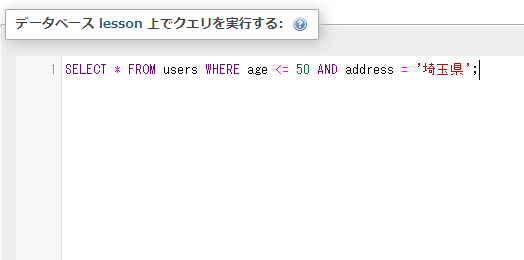 データベース lesson 上でクエリを実行する:
1 SELECT * FROM users WHERE age <= 50 AND address = '埼玉県';